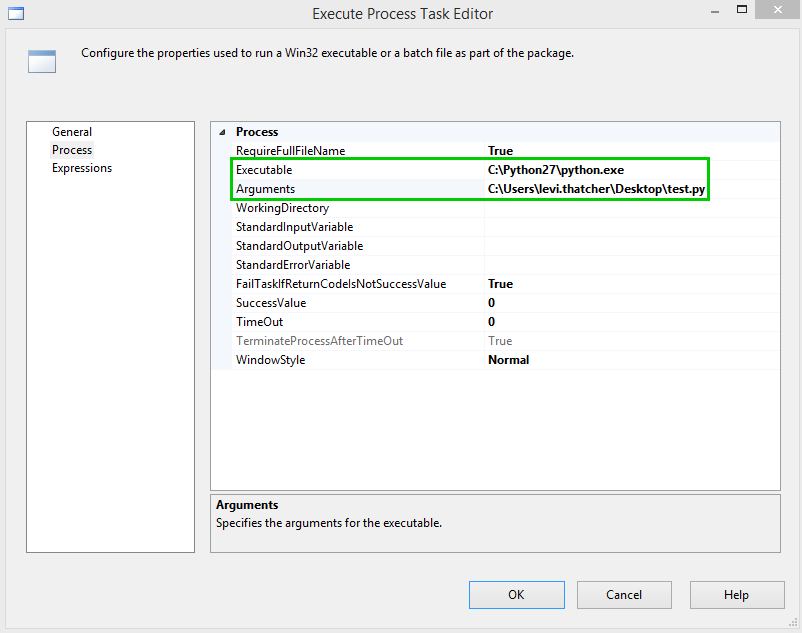 Execute Process Task Editor
Configure the properties used to run a Win32 executable or a batch file as part of the package.
General
Process
Expressions
Process
RequireFullFileName True
Executable C:\Python27\python.exe
Arguments C:\Users\levi.thatcher\Desktop\test.py
WorkingDirectory
StandardInputVariable
StandardOutputVariable
StandardErrorVariable
FailTaskIfReturnCodeIsNotSuccessValue True
SuccessValue 0
TimeOut 0
TerminateProcessAfterTimeOut True
WindowStyle Normal
Arguments
Specifies the arguments for the executable.
OK Cancel Help